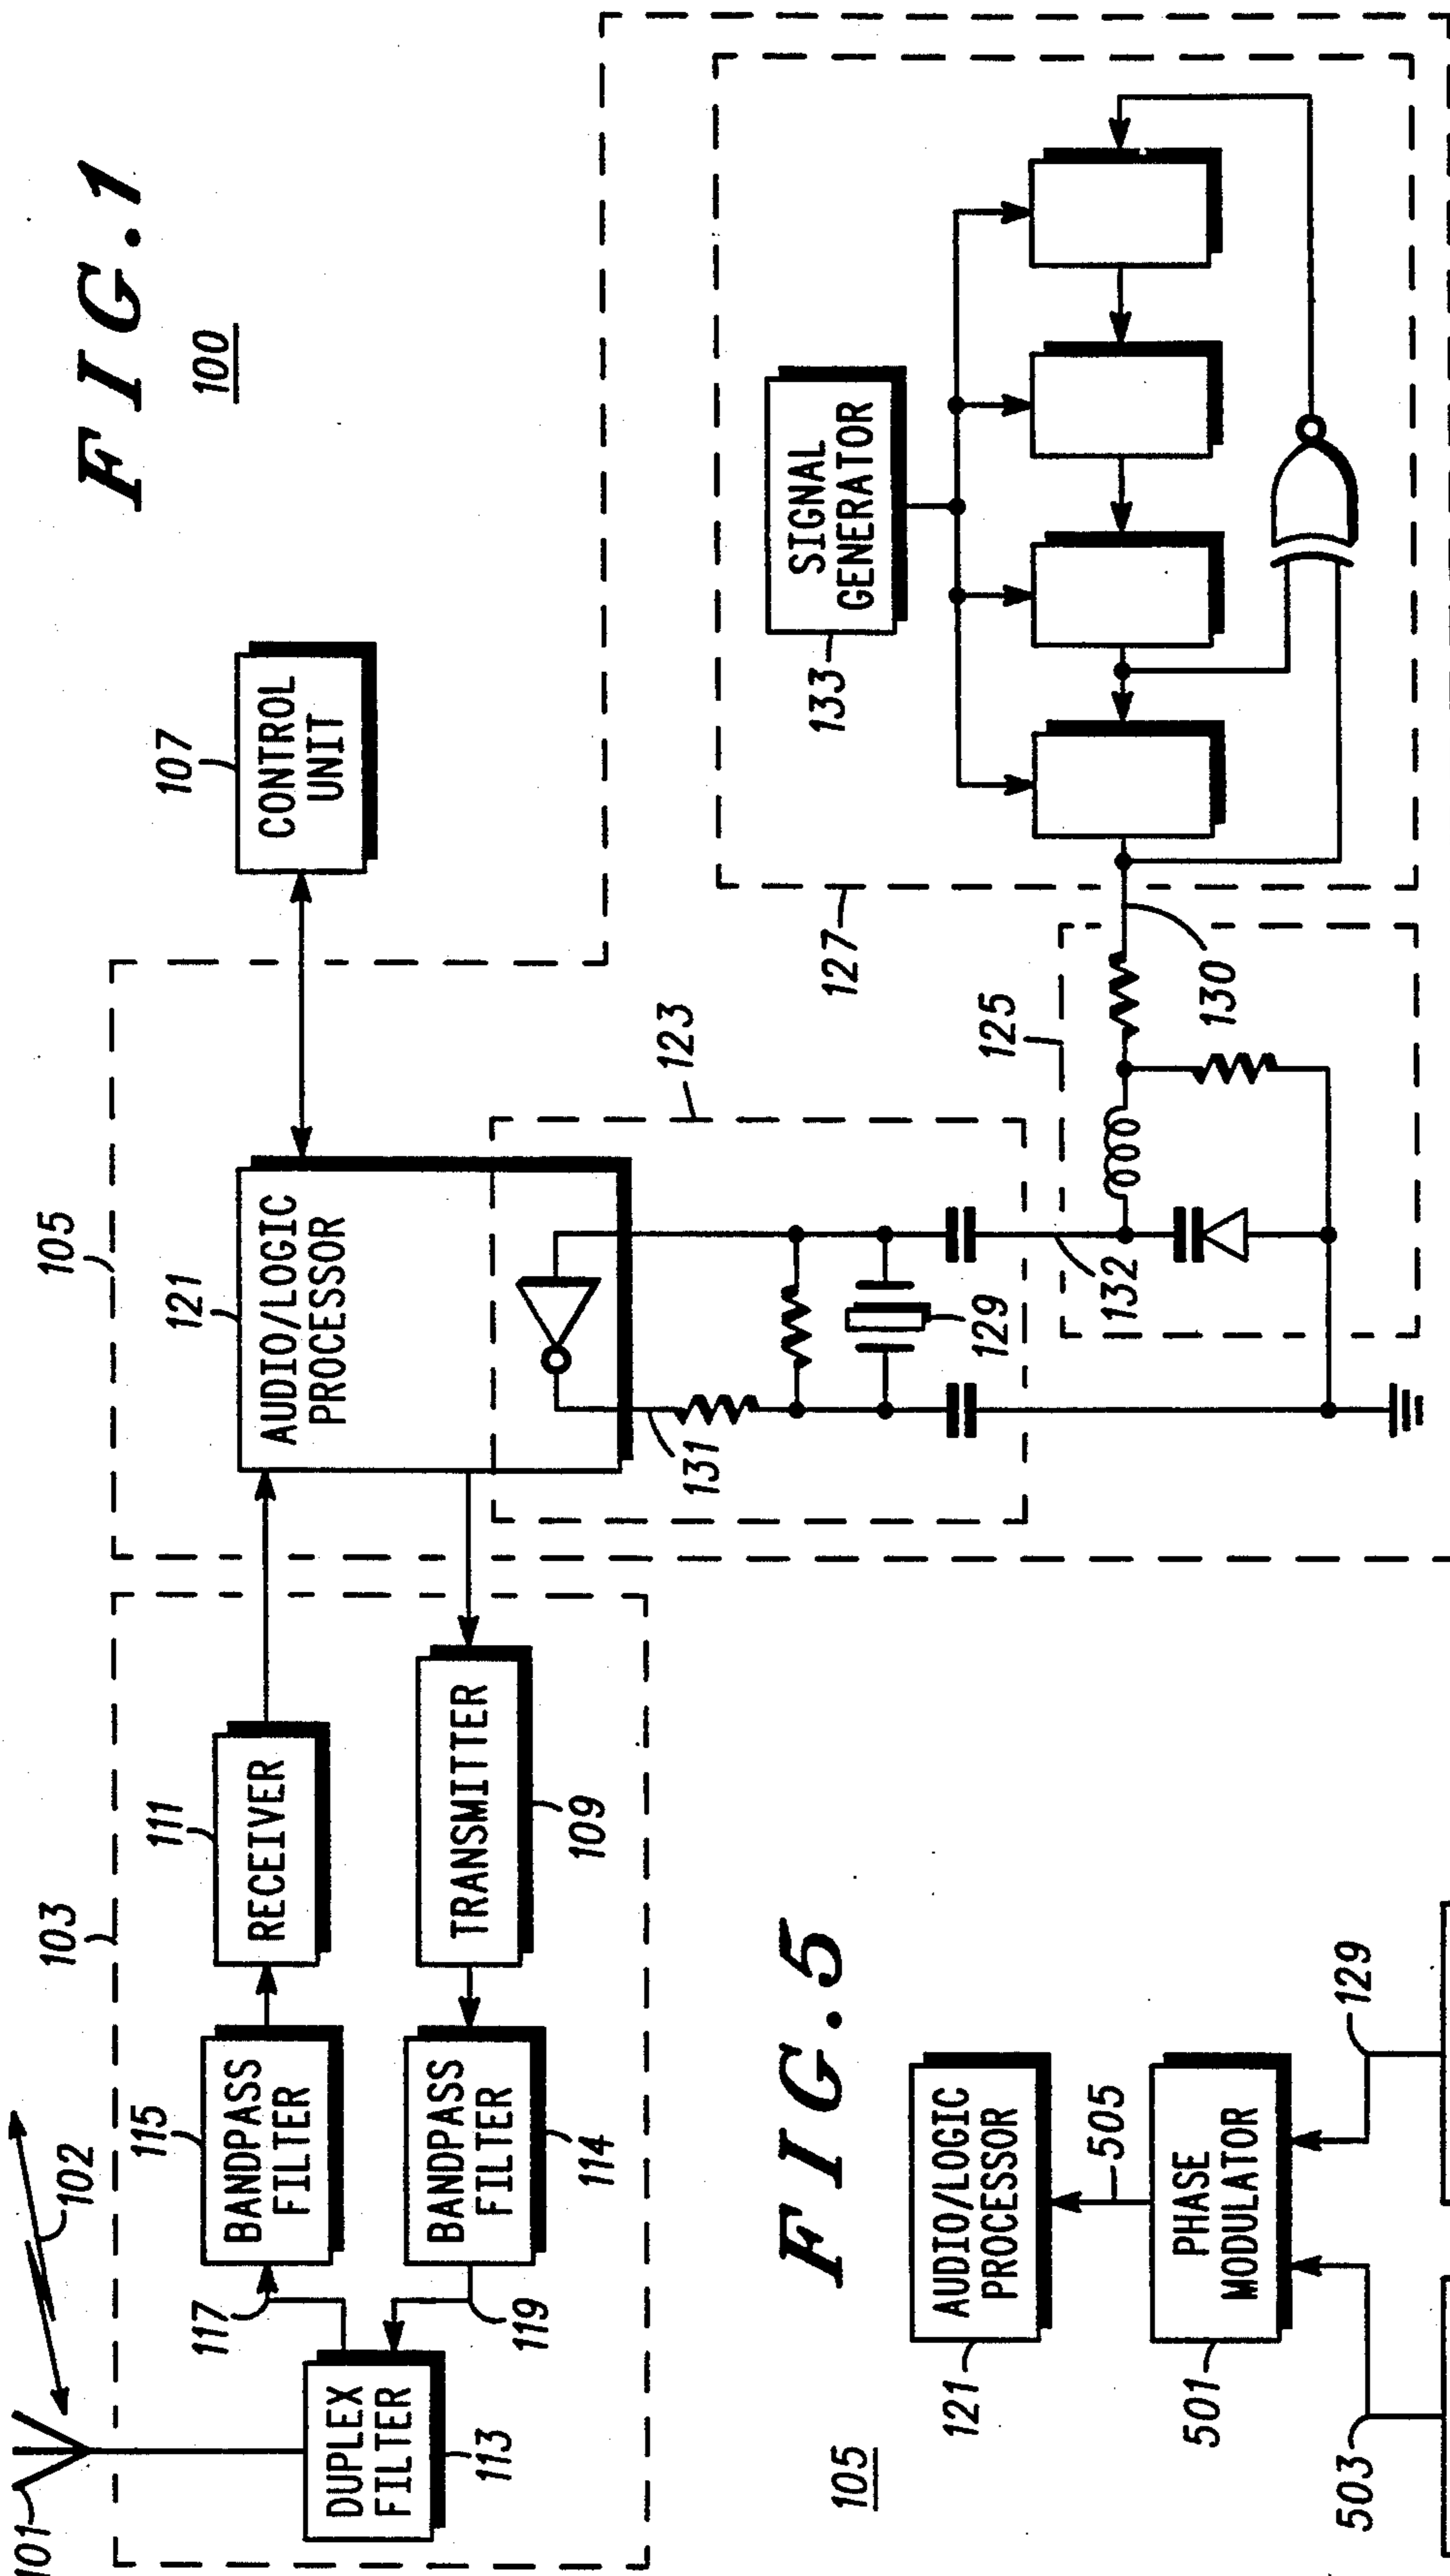 FIG.1
100
101
102
103
DUPLEX
FILTER
113
117
119
115
BANDPASS
FILTER
BANDPASS
FILTER
114
111
RECEIVER
TRANSMITTER
109
105
121
AUDIO/LOGIC
PROCESSOR
107
CONTROL
UNIT
123
131
129
132
125
130
127
133
SIGNAL
GENERATOR
FIG.5
105
121
AUDIO/LOGIC
PROCESSOR
505
501
PHASE
MODULATOR
503
129